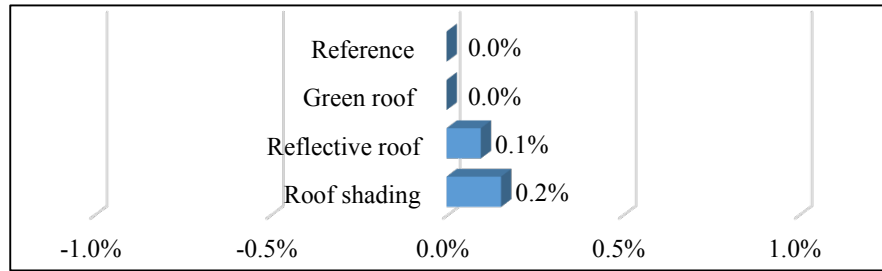 Reference 0.0%
Green roof 0.0%
Reflective roof 0.1%
Roof shading 0.2%
-1.0% -0.5% 0.0% 0.5% 1.0%